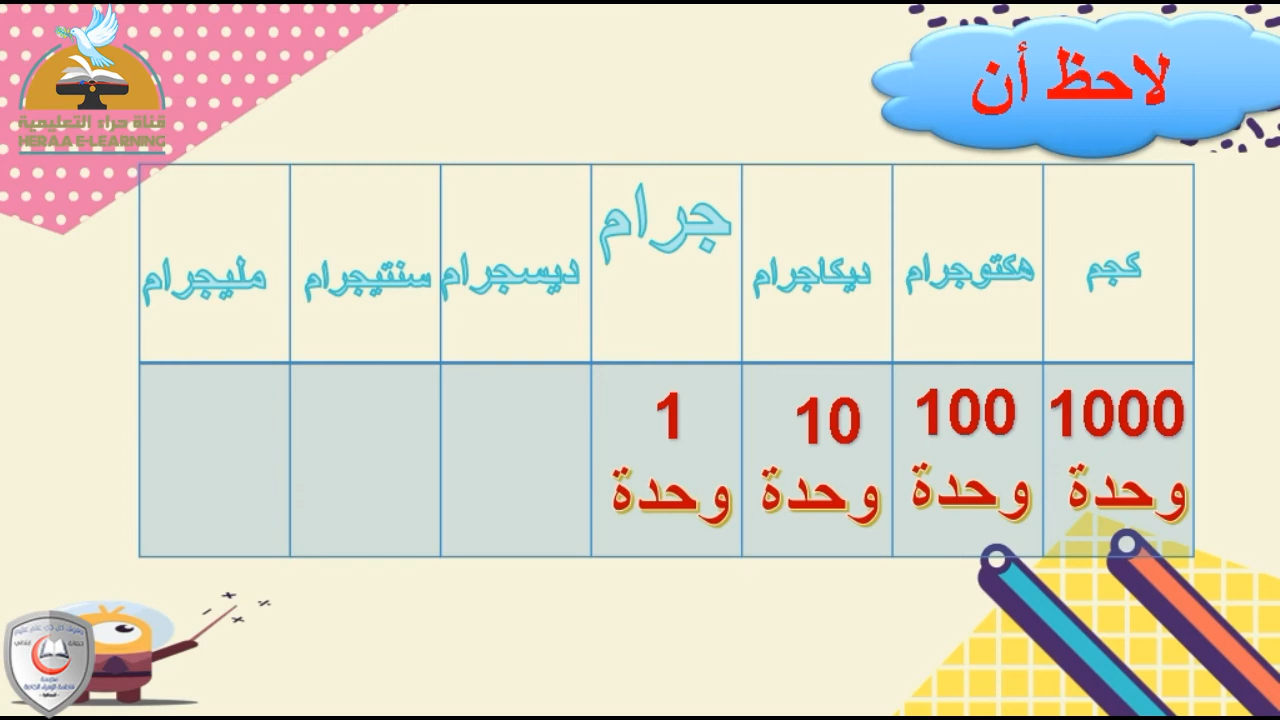 لاحظ أن
قناة حراء التعليمية
HERAA E-LEARNING
كجم
هكتوجرام
ديكاجرام
جرام
ديسجرام
سنتيجرام
مليجرام
1000
وحدة
100
وحدة
10
وحدة
1
وحدة
مدرسة